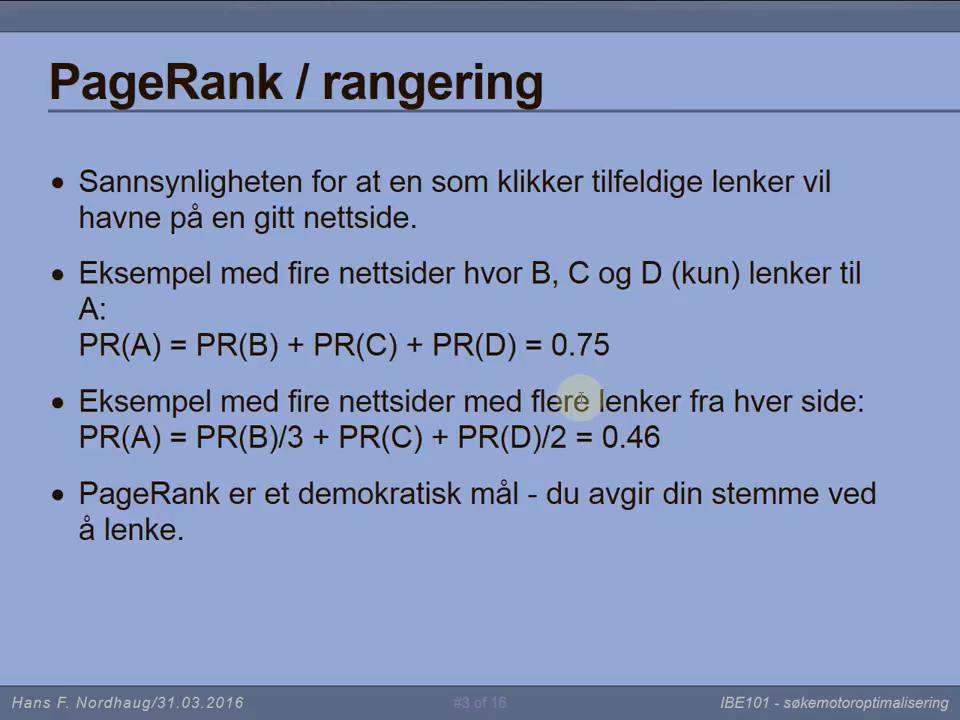 PageRank / rangering
Sannsynligheten for at en som klikker tilfeldige lenker vil
havne på en gitt nettside.
Eksempel med fire nettsider hvor B, C og D (kun) lenker til
A:
PR(A) = PR(B) + PR(C) + PR(D) = 0.75
Eksempel med fire nettsider med flere lenker fra hver side:
PR(A) = PR(B)/3 + PR(C) + PR(D)/2 = 0.46
PageRank er et demokratisk mål - du avgir din stemme ved
å lenke.
Hans F. Nordhaug/31.03.2016
#3 of 16
IBE101 - søkemotoroptimalisering